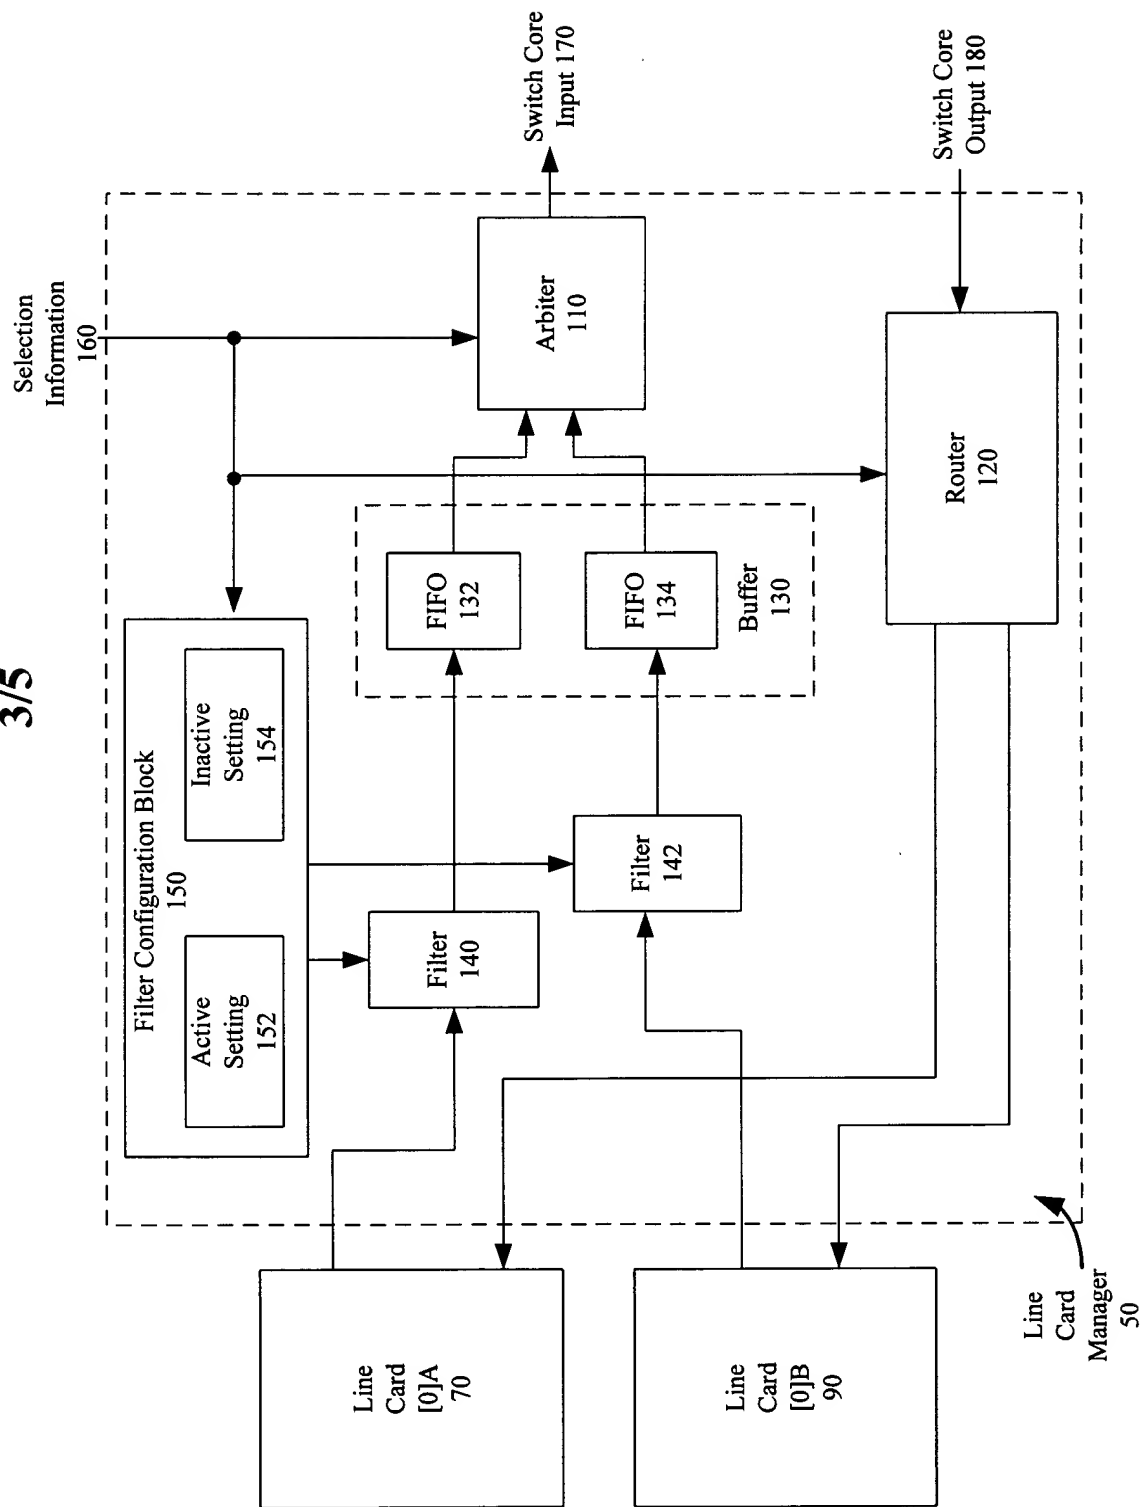 3/5
Selection
Information
160
Filter Configuration Block
150
Active
Setting
152
Inactive
Setting
154
Line
Card
[0]A
70
Line
Card
[0]B
90
Filter
140
Filter
142
FIFO
132
FIFO
134
Buffer
130
Arbiter
110
Router
120
Switch Core
Input 170
Switch Core
Output 180
Line
Card
Manager
50